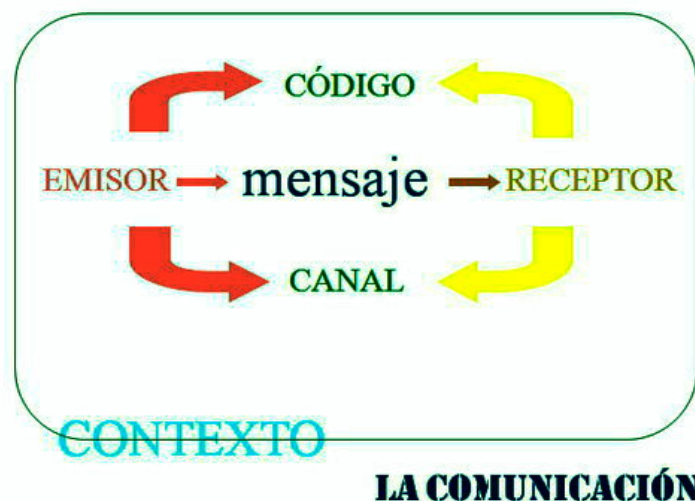 CÓDIGO
EMISOR mensaje RECEPTOR
CANAL
CONTEXTO
LA COMUNICACIÓN